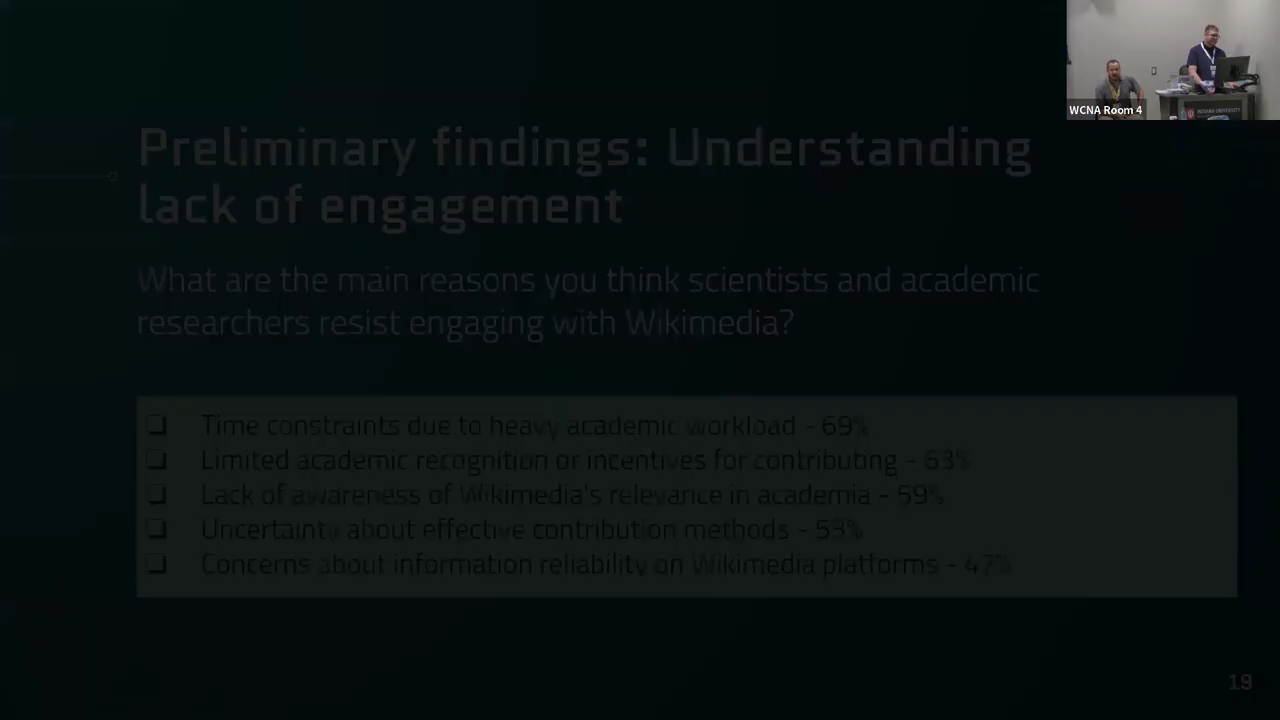 Preliminary findings: Understanding
lack of engagement
What are the main reasons you think scientists and academic
researchers resist engaging with Wikimedia?
❏ Time constraints due to heavy academic workload - 69%
❏ Limited academic recognition or incentives for contributing - 63%
❏ Lack of awareness of Wikimedia's relevance in academia - 59%
❏ Uncertainty about effective contribution methods - 53%
❏ Concerns about information reliability on Wikimedia platforms - 47%
WCNA Room 4
INDIANA UNIVERSITY